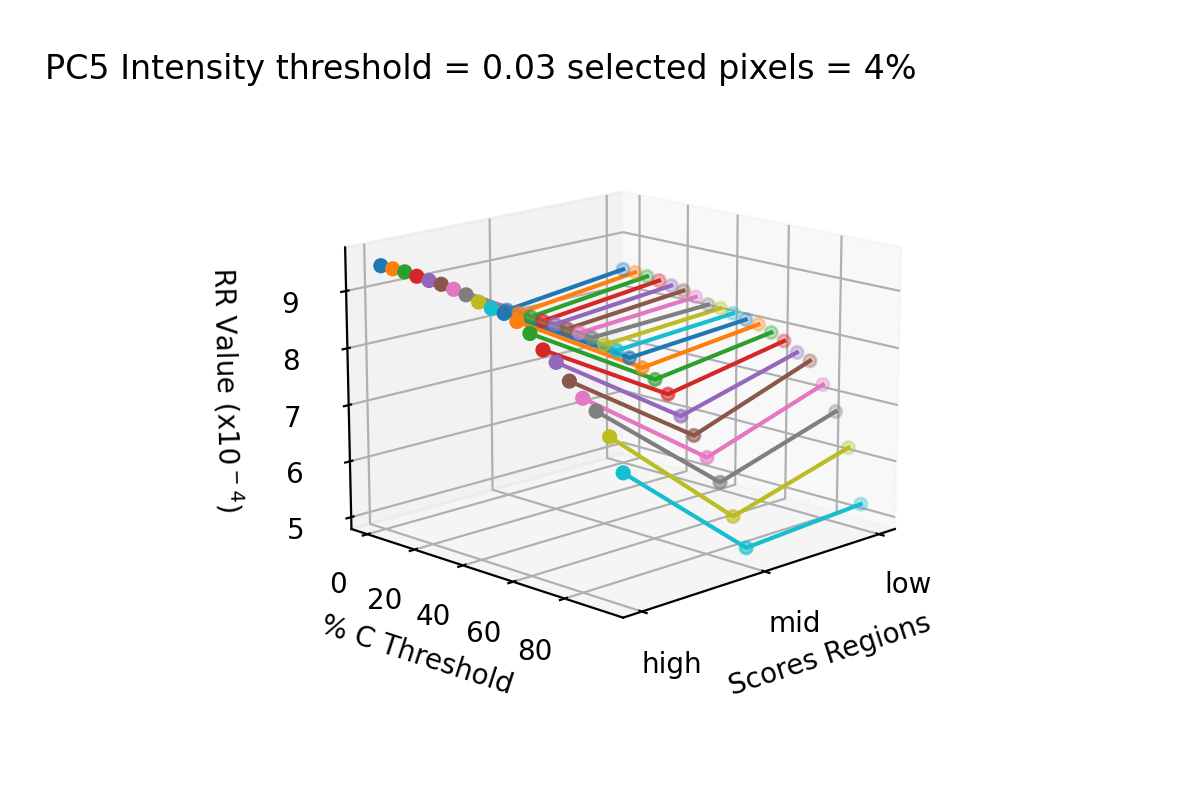 PC5 Intensity threshold = 0.03 selected pixels = 4%
RR Value (x10⁻⁴)
9
8
7
6
5
0
20
40
60
80
% C Threshold
high
mid
low
Scores Regions